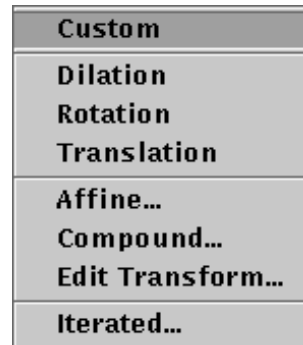 Custom
Dilation
Rotation
Translation
Affine...
Compound...
Edit Transform...
Iterated...